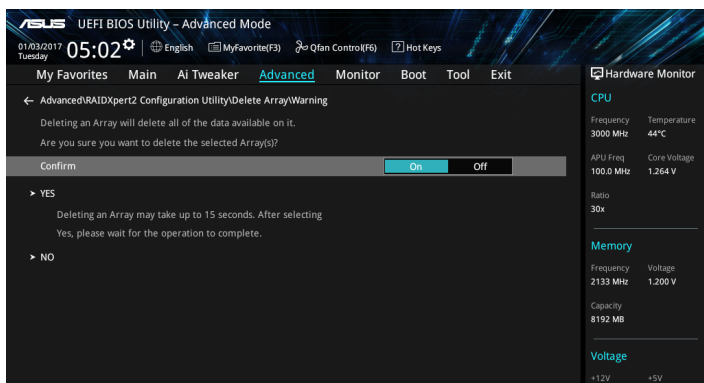 ASUS UEFI BIOS Utility – Advanced Mode
01/03/2017 Tuesday 05:02 English MyFavorite(F3) Qfan Control(F6) ? Hot Keys
My Favorites Main Ai Tweaker Advanced Monitor Boot Tool Exit
← Advanced\RAIDXpert2 Configuration Utility\Delete Array\Warning
Deleting an Array will delete all of the data available on it.
Are you sure you want to delete the selected Array(s)?
Confirm On Off
> YES
Deleting an Array may take up to 15 seconds. After selecting
Yes, please wait for the operation to complete.
> NO
Hardware Monitor
CPU
Frequency Temperature
3000 MHz 44°C
APU Freq Core Voltage
100.0 MHz 1.264 V
Ratio
30x
Memory
Frequency Voltage
2133 MHz 1.200 V
Capacity
8192 MB
Voltage
+12V +5V